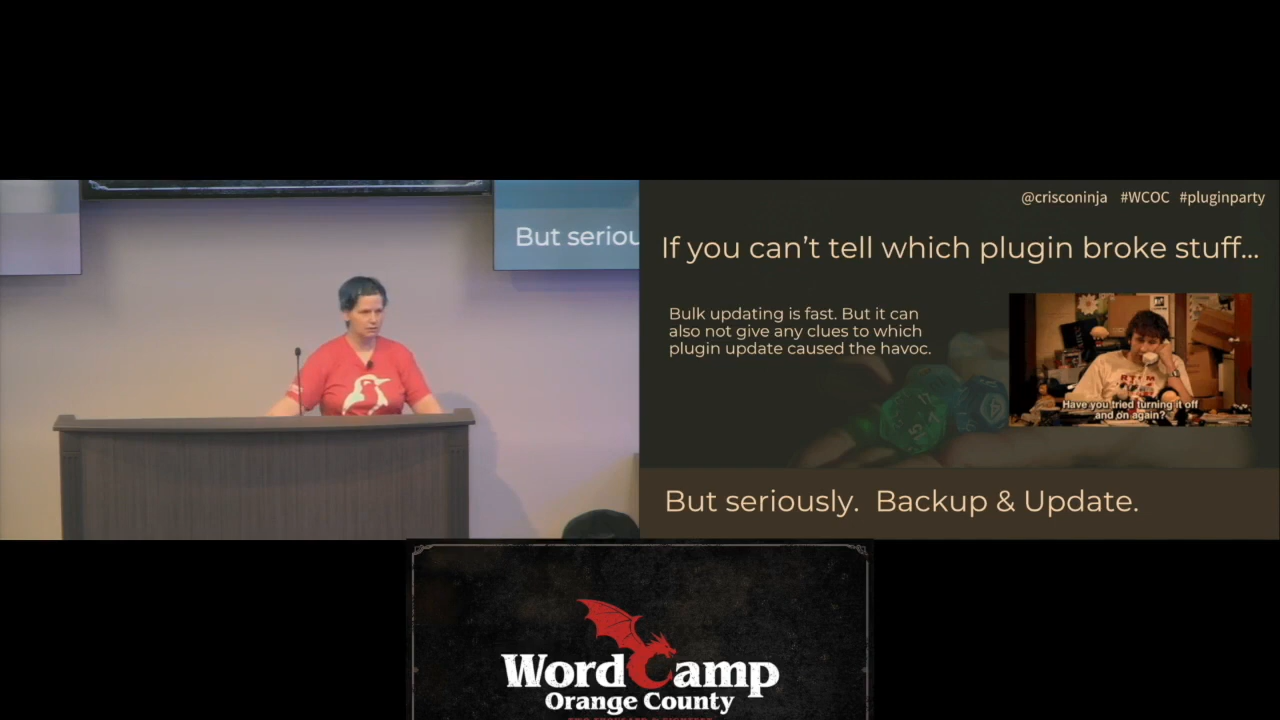 But seriou
@crisconinja #WCOC #pluginparty
If you can’t tell which plugin broke stuff...
Bulk updating is fast. But it can
also not give any clues to which
plugin update caused the havoc.
Have you tried turning it off
and on again?
But seriously. Backup & Update.
WordCamp
Orange County